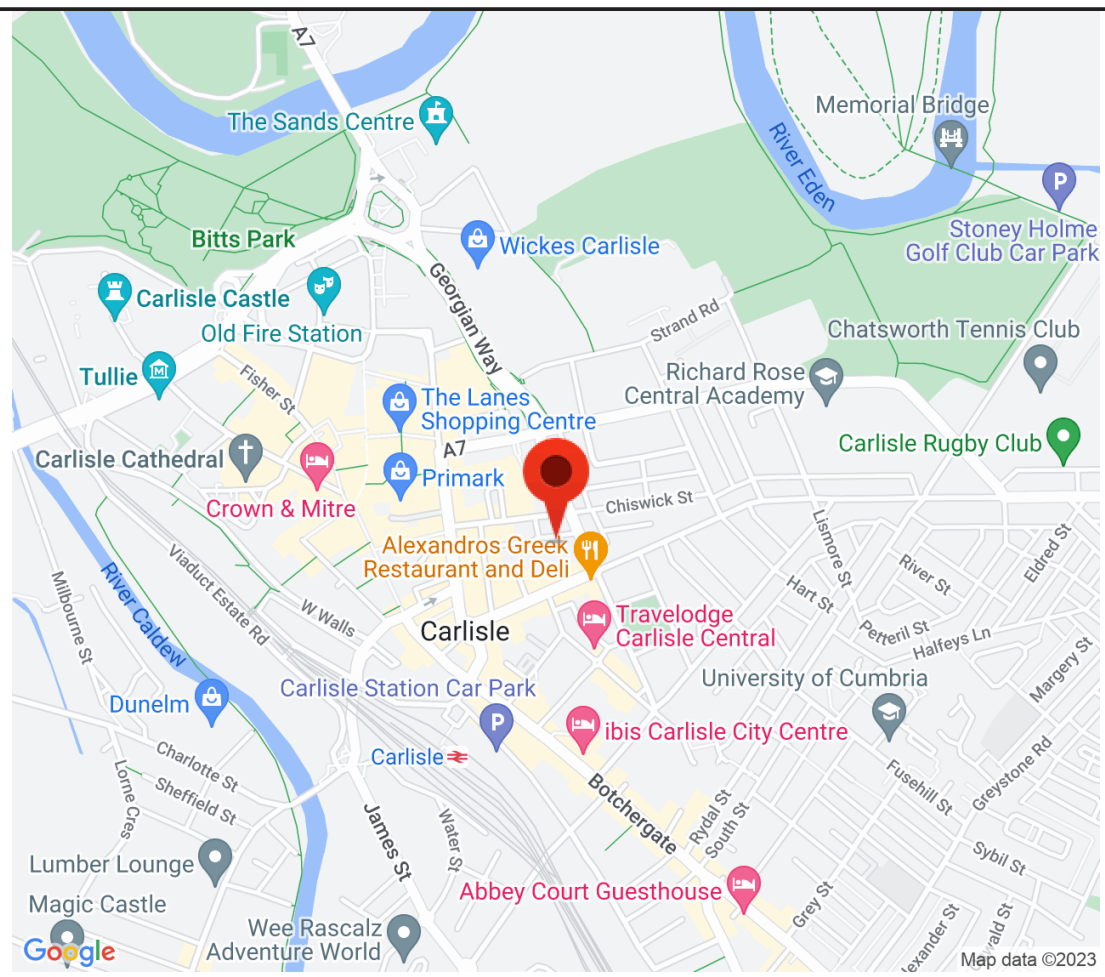 A7
The Sands Centre
Memorial Bridge
River Eden
P
Stoney Holme
Golf Club Car Park
Bitts Park
Wickes Carlisle
Carlisle Castle
Georgian Way
Old Fire Station
Strand Rd
Chatsworth Tennis Club
Tullie
Fisher St
Richard Rose
Central Academy
The Lanes
Shopping Centre
A7
Carlisle Rugby Club
Carlisle Cathedral
Primark
Crown & Mitre
Chiswick St
Lismore St
Eldred St
Alexandros Greek
Restaurant and Deli
River St
Viaduct Estate Rd
Milbourne St
River Caldew
W Walls
Hart St
Petteril St
Halfeys Ln
Carlisle
Travelodge
Carlisle Central
Margery St
University of Cumbria
Carlisle Station Car Park
P
Dunelm
ibis Carlisle City Centre
Carlisle
Charlotte St
Greystone Rd
Fusehill St
Lorne Cres
Sheffield St
James St
Water St
Botchergate
Rydal St
South St
Sybil St
Lumber Lounge
Abbey Court Guesthouse
Magic Castle
Grey St
Wee Rascalz
Adventure World
Alexander St
wald St
Google
Map data ©2023